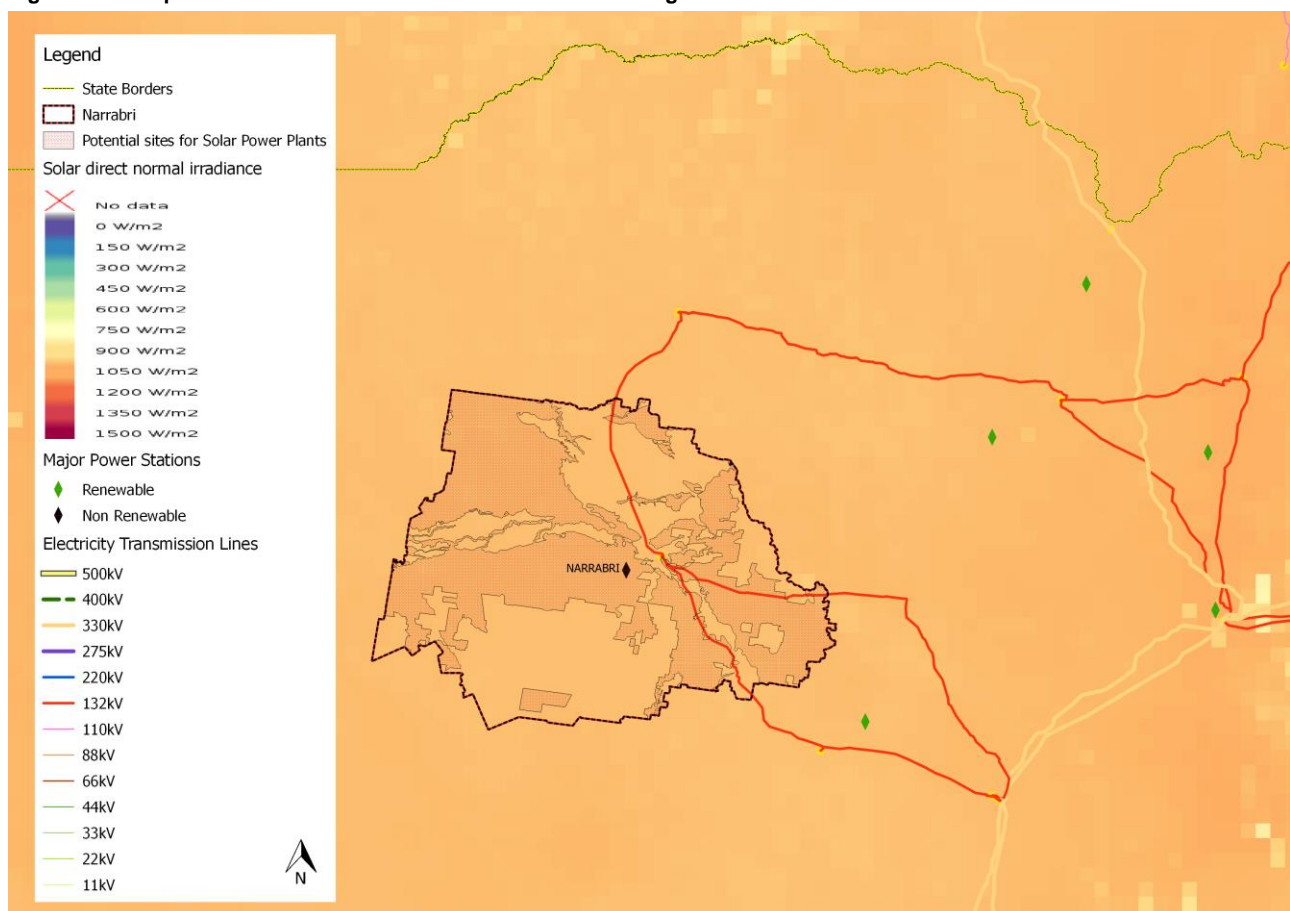 Legend
State Borders
Narrabri
Potential sites for Solar Power Plants
Solar direct normal irradiance
No data
0 W/m2
150 W/m2
300 W/m2
450 W/m2
600 W/m2
750 W/m2
900 W/m2
1050 W/m2
1200 W/m2
1350 W/m2
1500 W/m2
Major Power Stations
Renewable
Non Renewable
Electricity Transmission Lines
500kV
400kV
330kV
275kV
220kV
132kV
110kV
88kV
66kV
44kV
33kV
22kV
11kV
N
NARRABRI